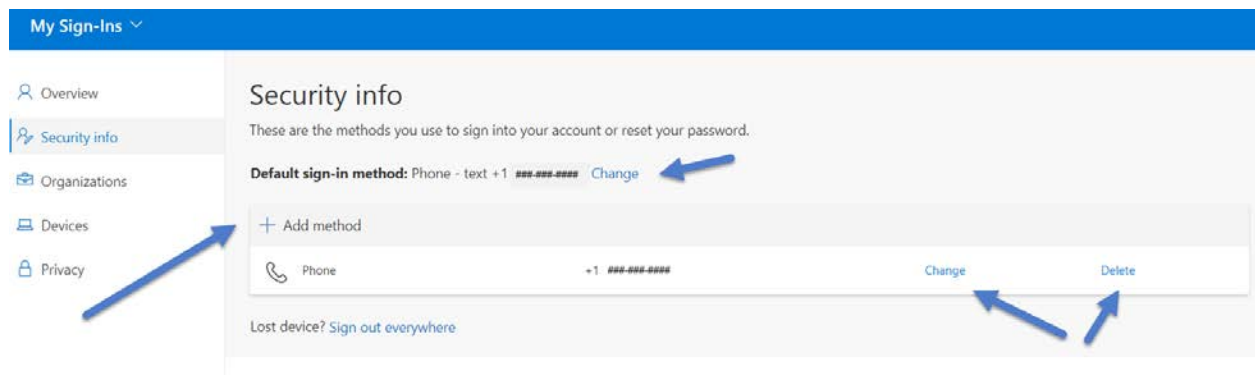 My Sign-Ins
Overview
Security info
Organizations
Devices
Privacy
Security info
These are the methods you use to sign into your account or reset your password.
Default sign-in method: Phone - text +1 ###-###-#### Change
+ Add method
Phone +1 ###-###-#### Change Delete
Lost device? Sign out everywhere